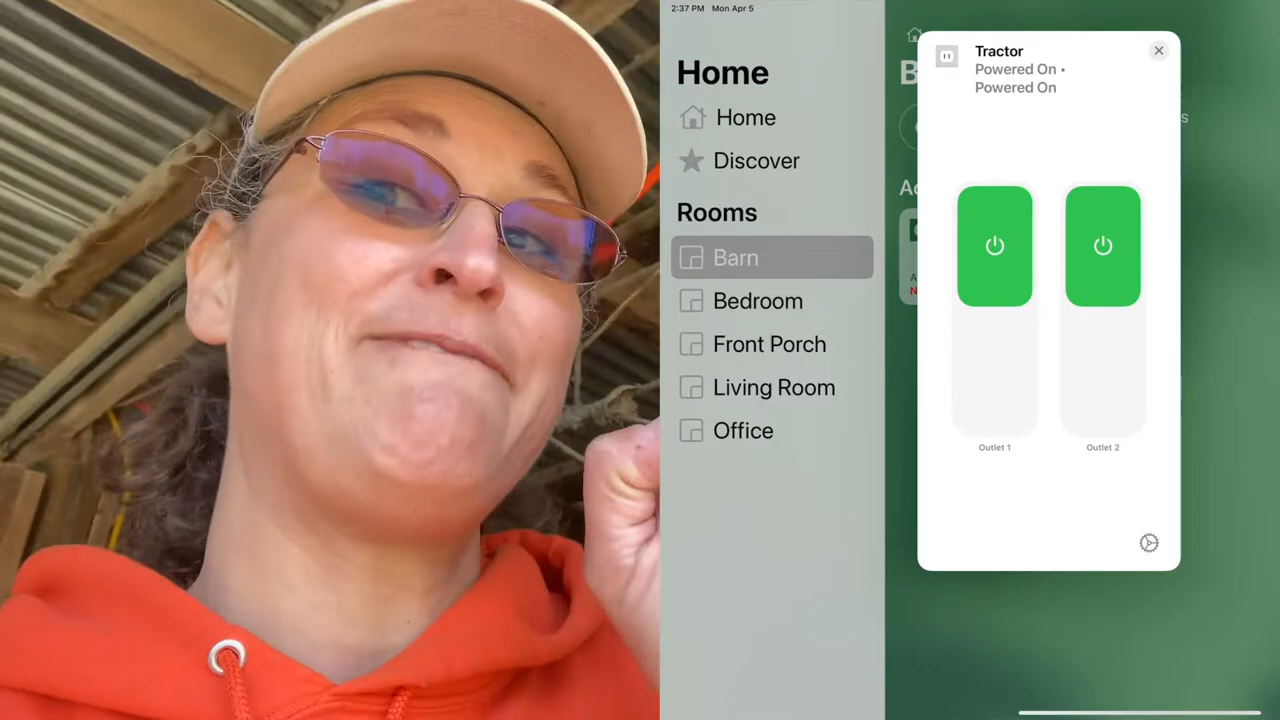 2:37 PM Mon Apr 5
Home
Home
Discover
Rooms
Barn
Bedroom
Front Porch
Living Room
Office
Tractor
Powered On •
Powered On
Outlet 1
Outlet 2